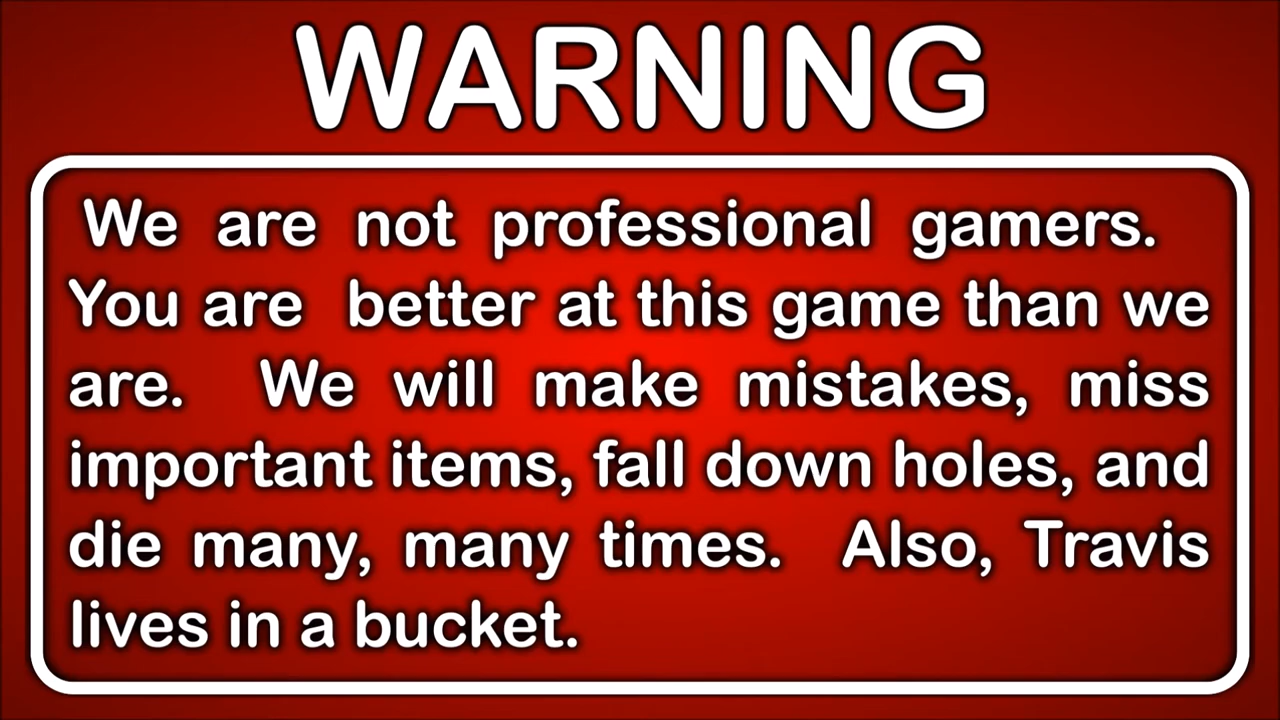 WARNING
We are not professional gamers.
You are better at this game than we
are. We will make mistakes, miss
important items, fall down holes, and
die many, many times. Also, Travis
lives in a bucket.